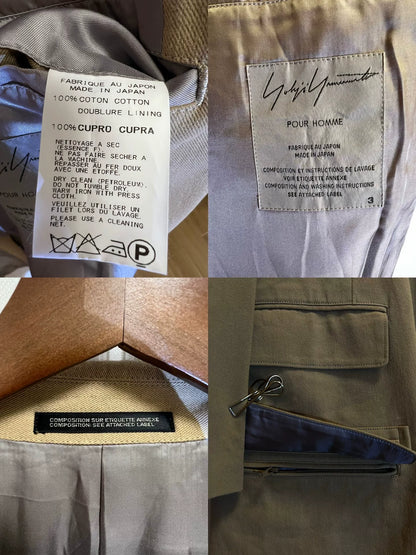 FABRIQUE AU JAPON
MADE IN JAPAN
100% COTON COTTON
DOUBLURE LINING
100% CUPRO CUPRA
NETTOYAGE A SEC
(ESSENCE F).
NE PAS FAIRE SECHER A
LA MACHINE.
REPASSER AU FER DOUX
AVEC UNE ETOFFE.
DRY CLEAN (PETROLEUM).
DO NOT TUMBLE DRY.
WARM IRON WITH PRESS
CLOTH.
VEUILLEZ UTILISER UN
FILET LORS DU LAVAGE.
PLEASE USE A CLEANING
NET.
P
Yohji Yamamoto
POUR HOMME
FABRIQUE AU JAPON
MADE IN JAPAN
COMPOSITION ET INSTRUCTIONS DE LAVAGE
VOIR ETIQUETTE ANNEXE
COMPOSITION AND WASHING INSTRUCTIONS
SEE ATTACHED LABEL
3
POUR HOMME
COMPOSITION SUR ETIQUETTE ANNEXE
COMPOSITION: SEE ATTACHED LABEL